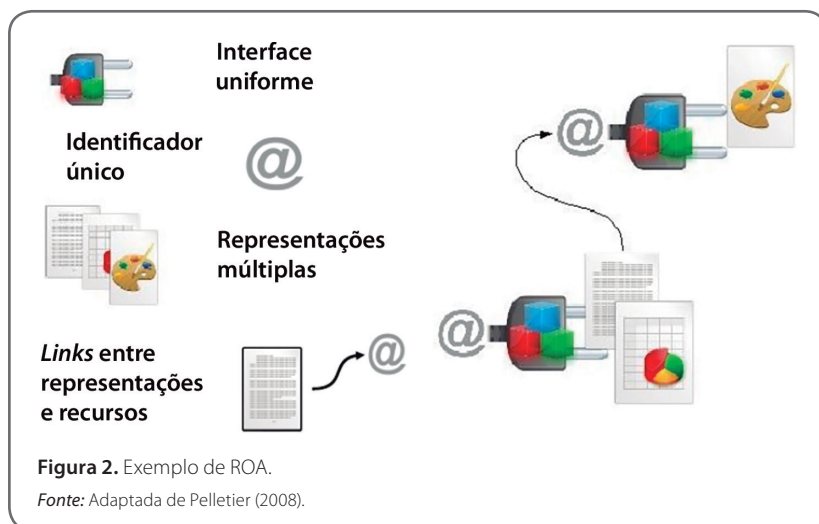 Interface
uniforme
Identificador
único
@
@
Representações
múltiplas
@
Links entre
representações
e recursos
@
Figura 2. Exemplo de ROA.
Fonte: Adaptada de Pelletier (2008).